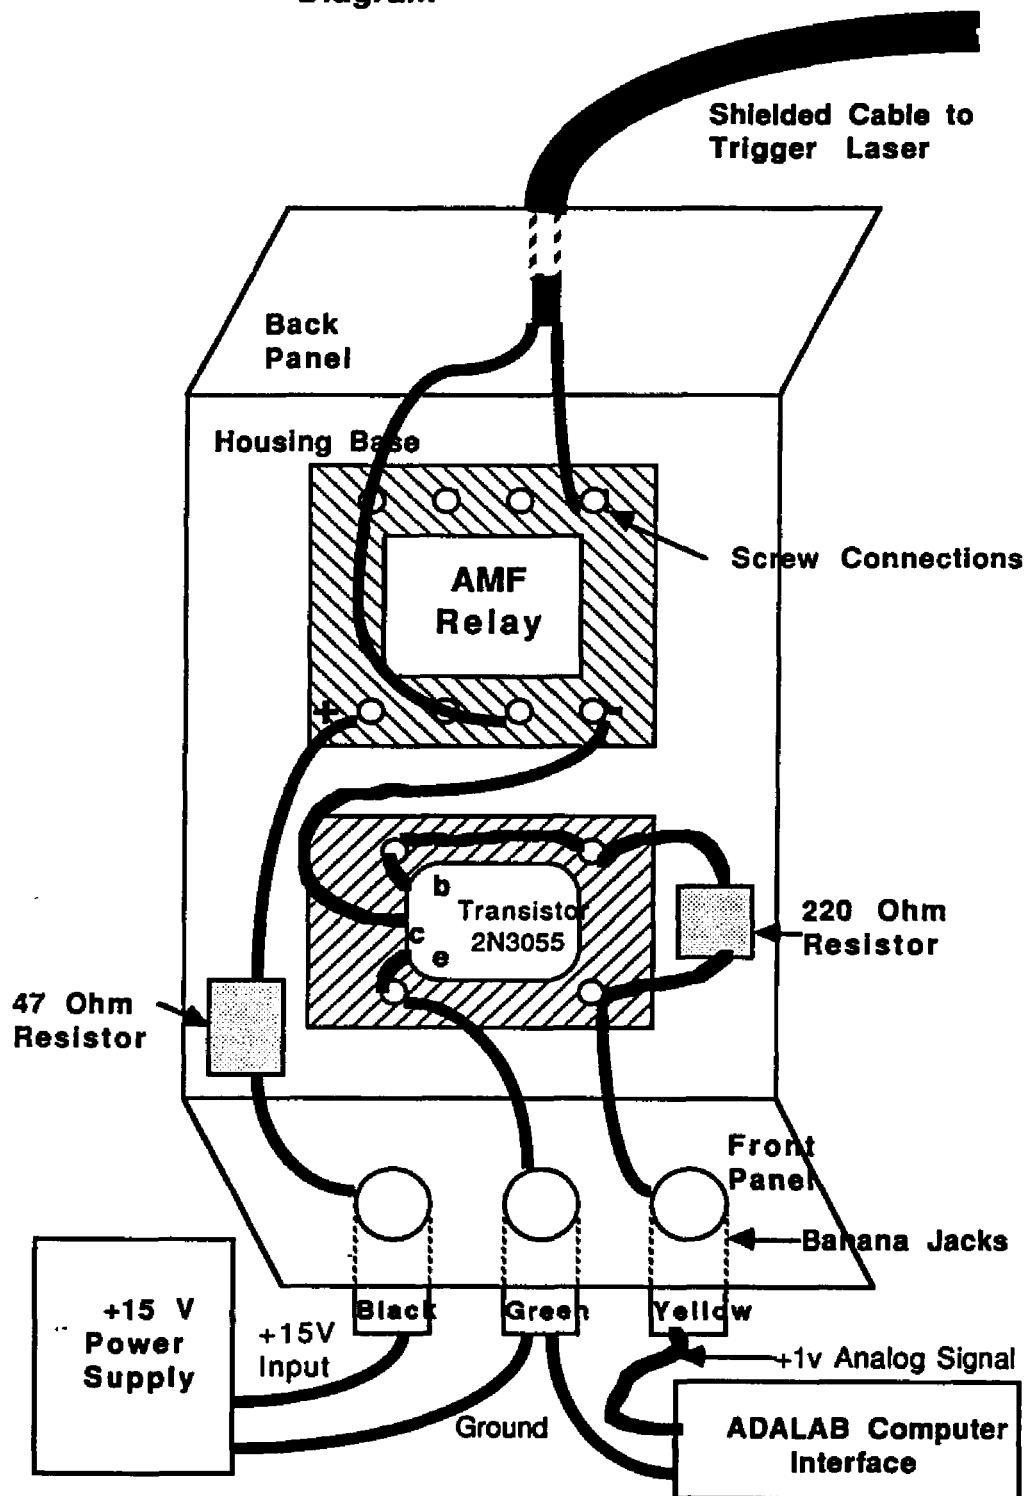 Diagram
Shielded Cable to
Trigger Laser
Back
Panel
Housing Base
AMF
Relay
Screw Connections
+
-
b
Transistor
2N3055
c
e
220 Ohm
Resistor
47 Ohm
Resistor
Front
Panel
Banana Jacks
Black
Green
Yellow
+15 V
Power
Supply
+15V
Input
+1v Analog Signal
Ground
ADALAB Computer
Interface